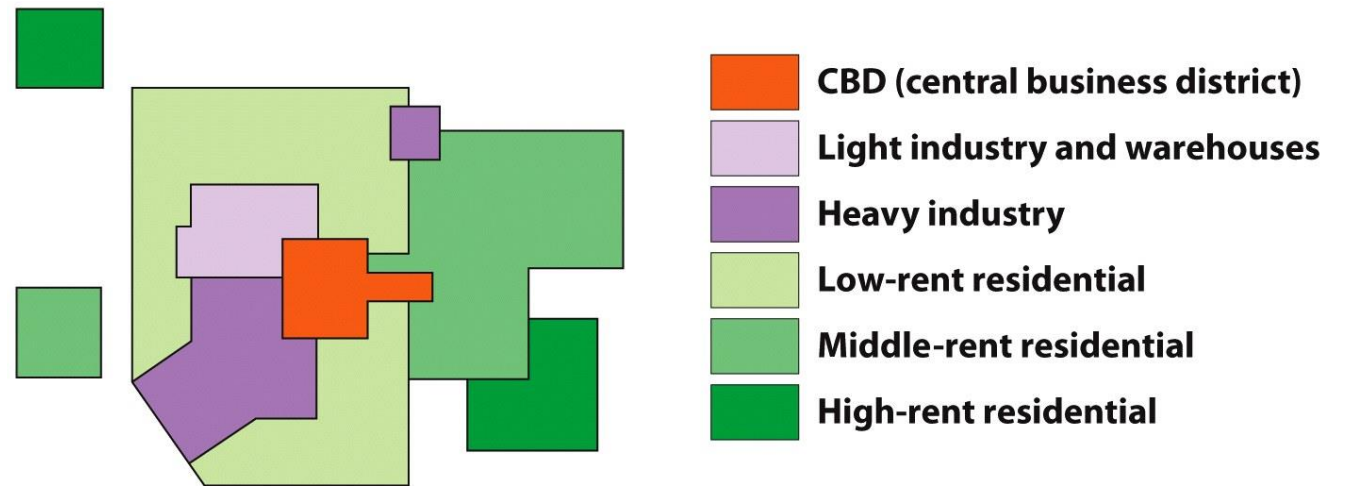 CBD (central business district)
Light industry and warehouses
Heavy industry
Low-rent residential
Middle-rent residential
High-rent residential